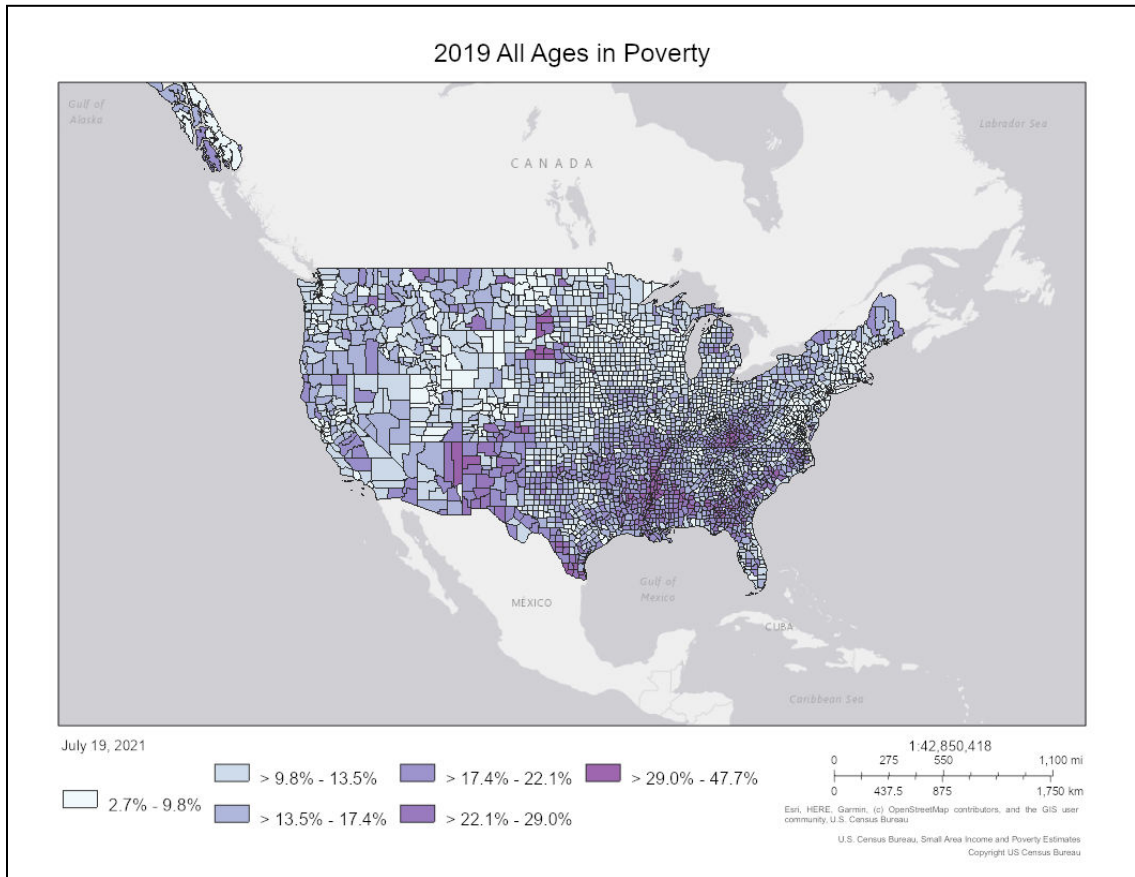 2019 All Ages in Poverty
Gulf of
Alaska
Labrador Sea
CANADA
Gulf of
Mexico
MÉXICO
CUBA
Caribbean Sea
July 19, 2021
2.7% - 9.8%
> 9.8% - 13.5%
> 13.5% - 17.4%
> 17.4% - 22.1%
> 22.1% - 29.0%
> 29.0% - 47.7%
1:42,850,418
0 275 550 1,100 mi
0 437.5 875 1,750 km
Esri, HERE, Garmin, (c) OpenStreetMap contributors, and the GIS user
community, U.S. Census Bureau
U.S. Census Bureau, Small Area Income and Poverty Estimates
Copyright US Census Bureau